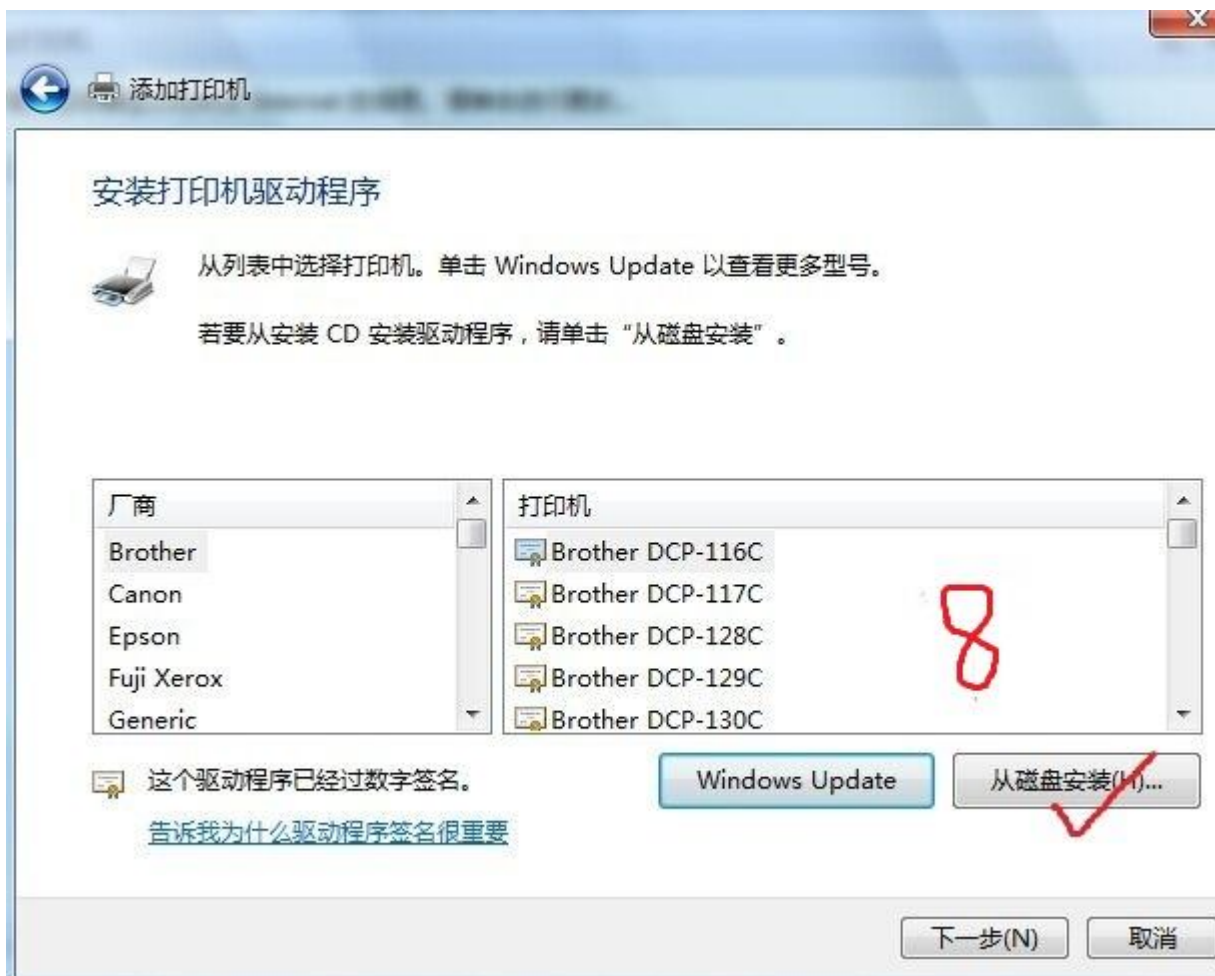 添加打印机
安装打印机驱动程序
从列表中选择打印机。单击 Windows Update 以查看更多型号。
若要从安装 CD 安装驱动程序，请单击“从磁盘安装”。
厂商
Brother
Canon
Epson
Fuji Xerox
Generic
打印机
Brother DCP-116C
Brother DCP-117C
Brother DCP-128C
Brother DCP-129C
Brother DCP-130C
8
这个驱动程序已经过数字签名。
告诉我为什么驱动程序签名很重要
Windows Update
从磁盘安装(H)...
下一步(N)
取消